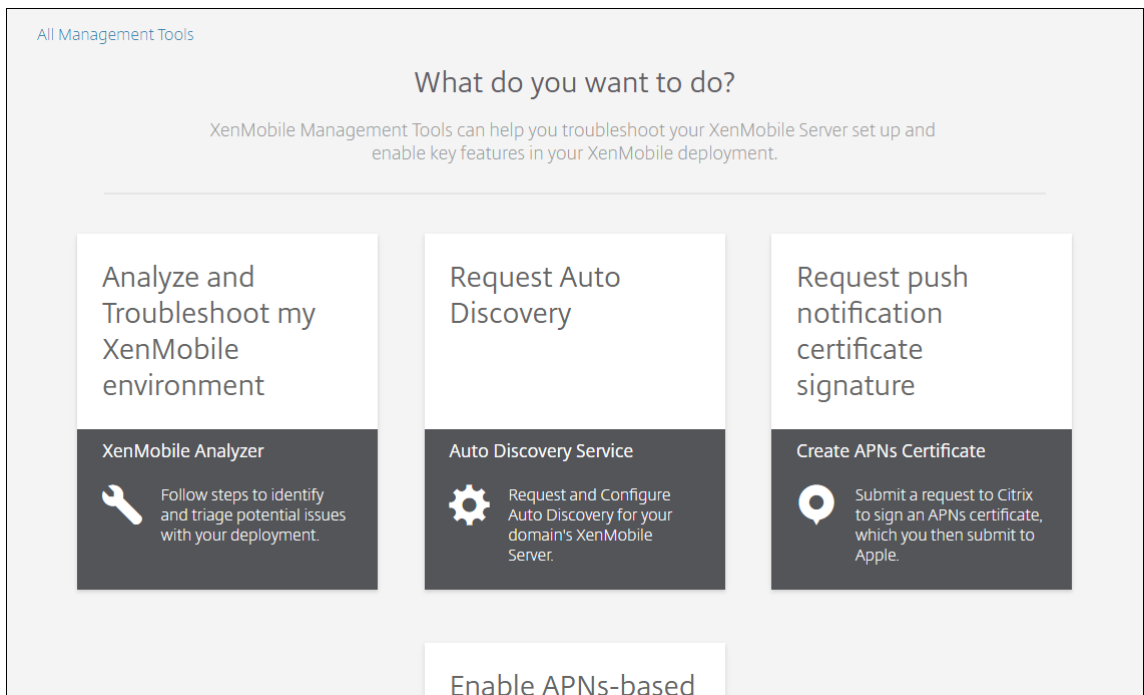 All Management Tools
What do you want to do?
XenMobile Management Tools can help you troubleshoot your XenMobile Server set up and
enable key features in your XenMobile deployment.
Analyze and
Troubleshoot my
XenMobile
environment
XenMobile Analyzer
Follow steps to identify
and triage potential issues
with your deployment.
Request Auto
Discovery
Auto Discovery Service
Request and Configure
Auto Discovery for your
domain's XenMobile
Server.
Request push
notification
certificate
signature
Create APNs Certificate
Submit a request to Citrix
to sign an APNs certificate,
which you then submit to
Apple.
Enable APNs-based